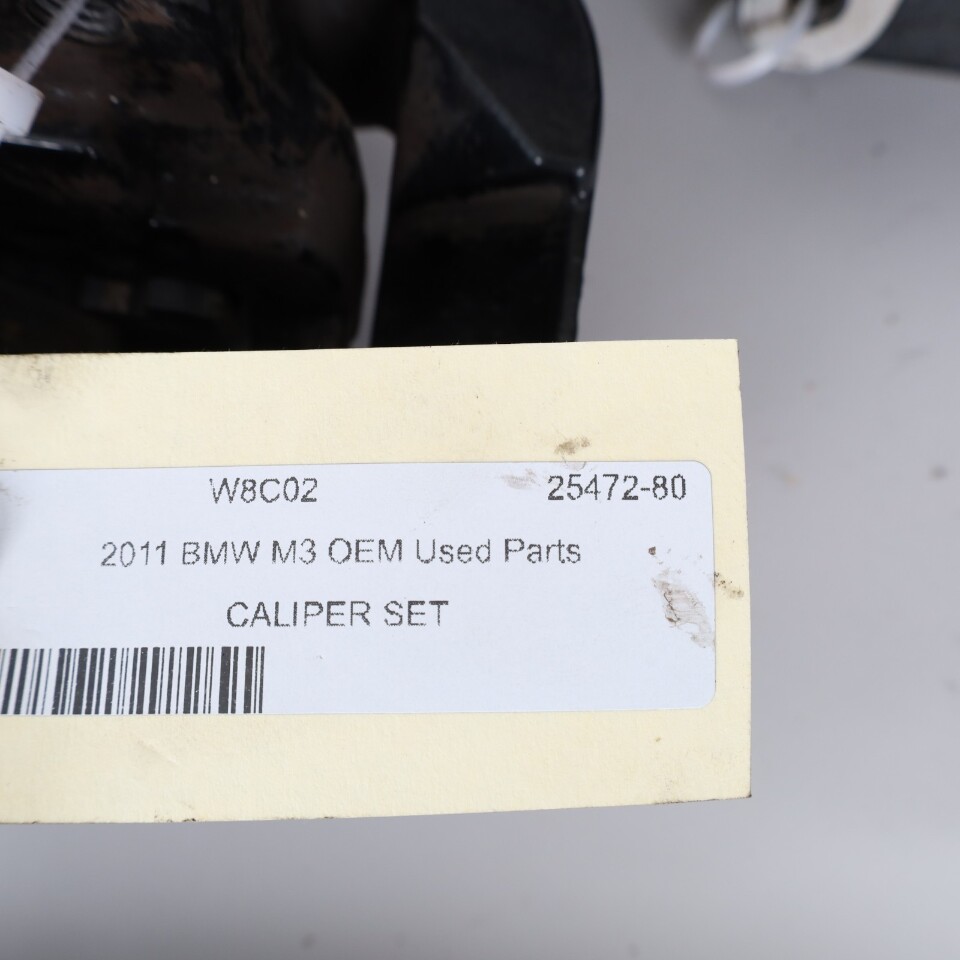 W8C02 25472-80
2011 BMW M3 OEM Used Parts
CALIPER SET